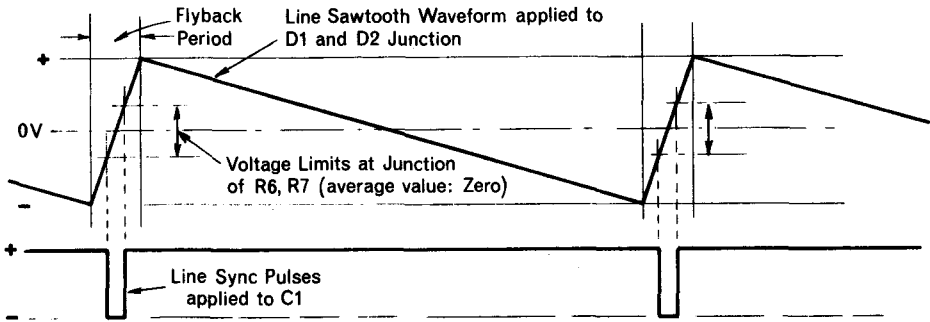 Flyback
Period
Line Sawtooth Waveform applied to
D1 and D2 Junction
+
0V
Voltage Limits at Junction
of R6, R7 (average value: Zero)
-
+
Line Sync Pulses
applied to C1
-